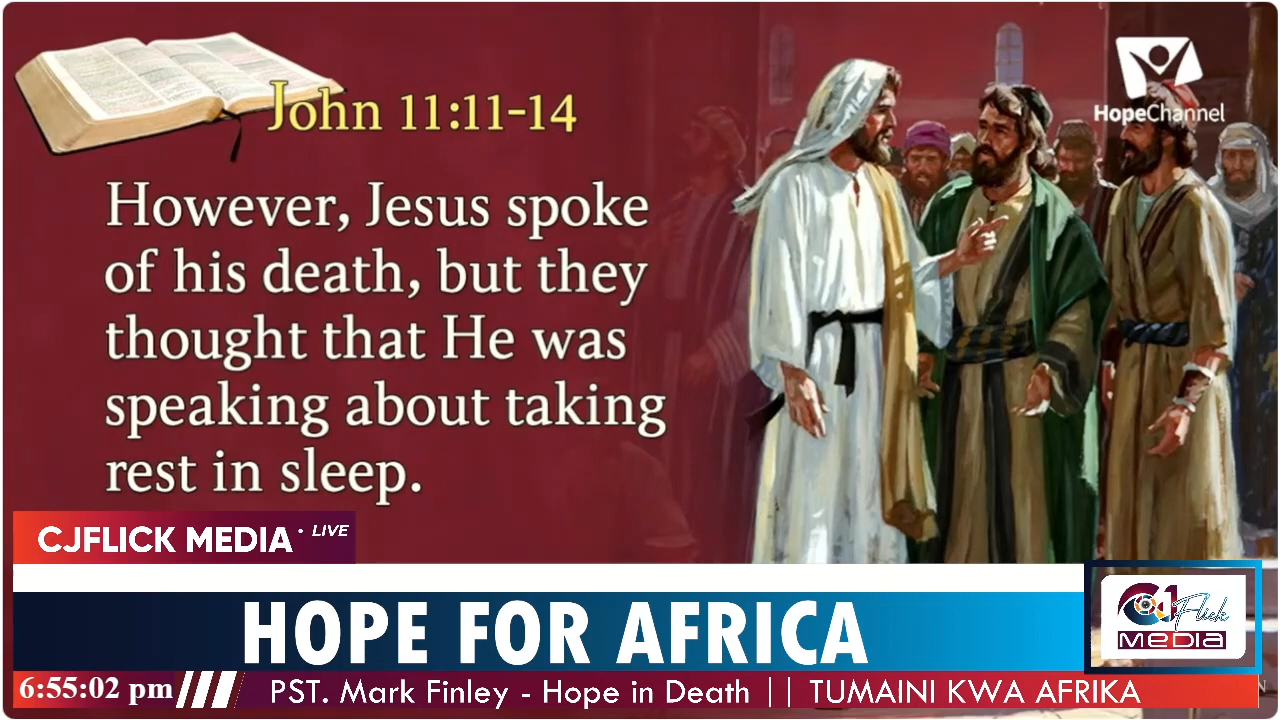 John 11:11-14
HopeChannel
However, Jesus spoke
of his death, but they
thought that He was
speaking about taking
rest in sleep.
CJFLICK MEDIA • LIVE
HOPE FOR AFRICA
Flick
MEDIA
6:55:02 pm
PST. Mark Finley - Hope in Death || TUMAINI KWA AFRIKA